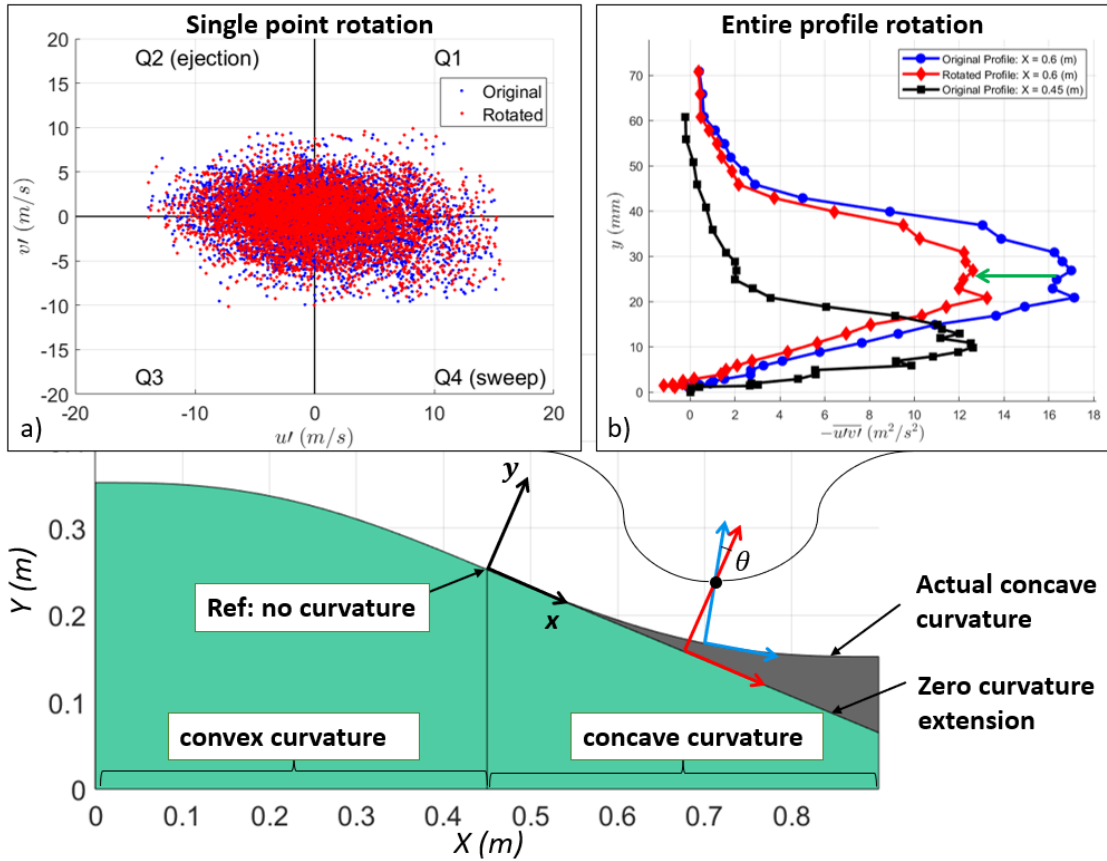 Single point rotation
20
15
10
5
0
-5
-10
-15
-20
-20
-10
0
10
20
v′ (m/s)
u′ (m/s)
Q2 (ejection)
Q1
Original
Rotated
Q3
Q4 (sweep)
a)
Entire profile rotation
Original Profile: X = 0.6 (m)
Rotated Profile: X = 0.6 (m)
Original Profile: X = 0.45 (m)
70
60
50
40
30
20
10
0
0
2
4
6
8
10
12
14
16
18
y (mm)
−u′v′ (m²/s²)
b)
y
θ
0.3
Y (m)
Ref: no curvature
x
Actual concave
curvature
0.2
Zero curvature
extension
0.1
convex curvature
concave curvature
0
0
0.1
0.2
0.3
0.4
0.5
0.6
0.7
0.8
X (m)